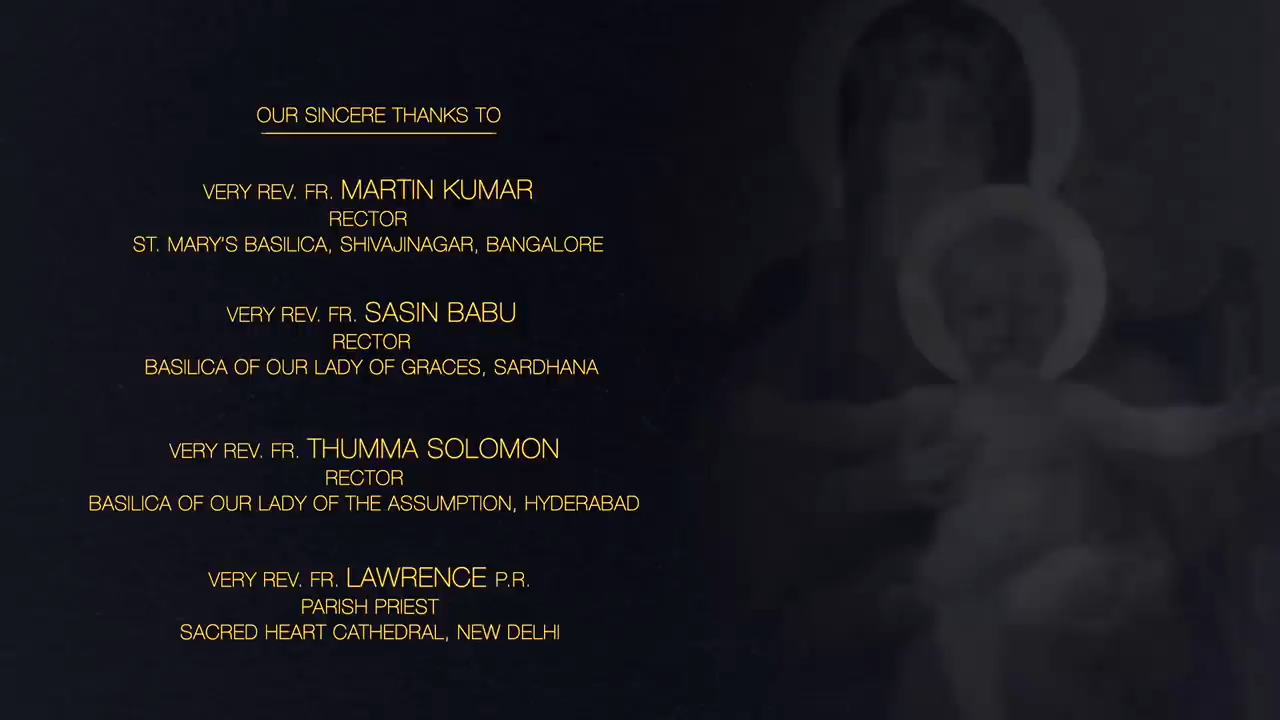 OUR SINCERE THANKS TO
VERY REV. FR. MARTIN KUMAR
RECTOR
ST. MARY'S BASILICA, SHIVAJINAGAR, BANGALORE
VERY REV. FR. SASIN BABU
RECTOR
BASILICA OF OUR LADY OF GRACES, SARDHANA
VERY REV. FR. THUMMA SOLOMON
RECTOR
BASILICA OF OUR LADY OF THE ASSUMPTION, HYDERABAD
VERY REV. FR. LAWRENCE P.R.
PARISH PRIEST
SACRED HEART CATHEDRAL, NEW DELHI